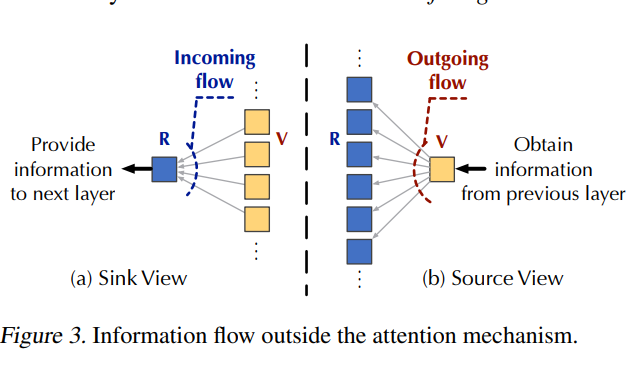 Incoming
flow
R
V
Provide
information
to next layer
(a) Sink View
Outgoing
flow
R
V
Obtain
information
from previous layer
(b) Source View
Figure 3. Information flow outside the attention mechanism.